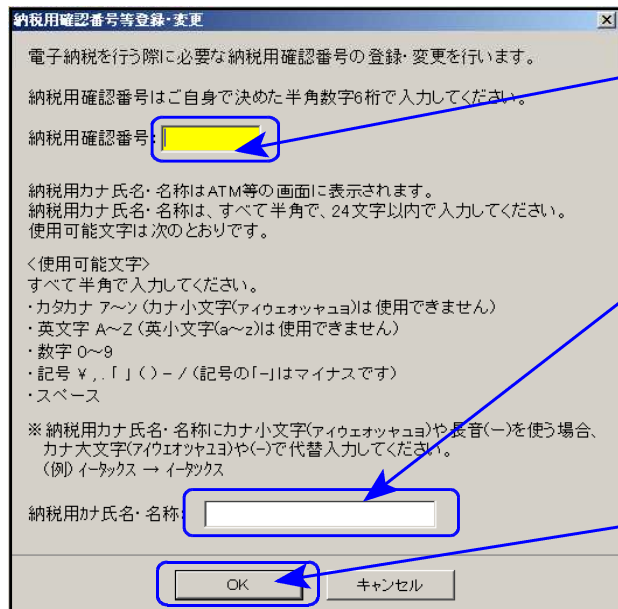 納税用確認番号等登録・変更
電子納税を行う際に必要な納税用確認番号の登録・変更を行います。
納税用確認番号はご自身で決めた半角数字6桁で入力してください。
納税用確認番号:
納税用カナ氏名・名称はATM等の画面に表示されます。
納税用カナ氏名・名称は、すべて半角で、24文字以内で入力してください。
使用可能文字は次のとおりです。
<使用可能文字>
すべて半角で入力してください。
・カタカナ ア～ン (カナ小文字(ァィゥェォッャュョ)は使用できません)
・英文字 A～Z (英小文字(a～z)は使用できません)
・数字 0～9
・記号 ¥ , . 「 」 ( ) - / (記号の「-」はマイナスです)
・スペース
※納税用カナ氏名・名称にカナ小文字(ァィゥェォッャュョ)や長音(ー)を使う場合、
カナ大文字(アイウエオツヤユヨ)や(-)で代替入力してください。
(例) イータックス → イ-タツクス
納税用カナ氏名・名称:
OK
キャンセル